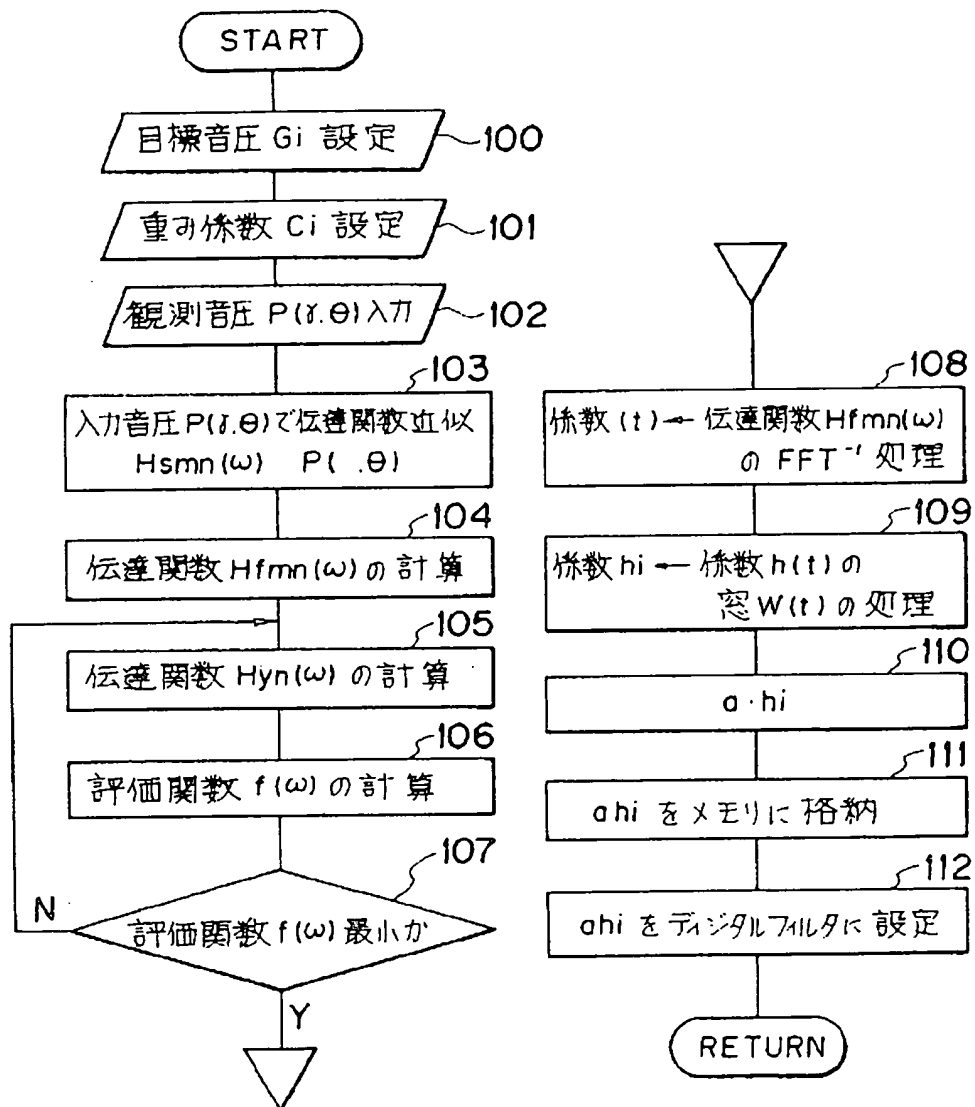 START
目標音圧 Gi 設定
100
重み係数 Ci 設定
101
観測音圧 P(γ.θ)入力
102
103
入力音圧P(γ.θ)で伝達関数近似
Hsmn(ω) P( .θ)
104
伝達関数 Hfmn(ω) の計算
105
伝達関数 Hyn(ω) の計算
106
評価関数 f(ω) の計算
107
N
評価関数 f(ω) 最小か
Y
108
係数 (t) ← 伝達関数Hfmn(ω)
の FFT⁻¹ 処理
109
係数 hi ← 係数 h(t) の
窓 W(t) の処理
110
a・hi
111
ahi をメモリに格納
112
ahi をディジタルフィルタに設定
RETURN